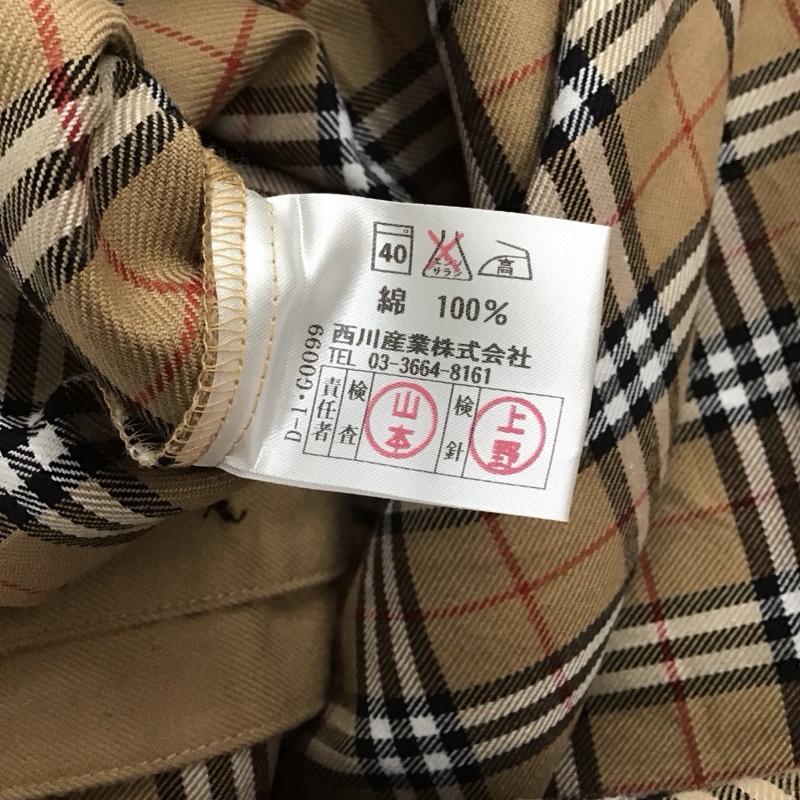 40 エンソ サラシ 高
綿 100%
西川産業株式会社
TEL 03-3664-8161
D-1・G0099
責任者 検査 山本 検針 上野